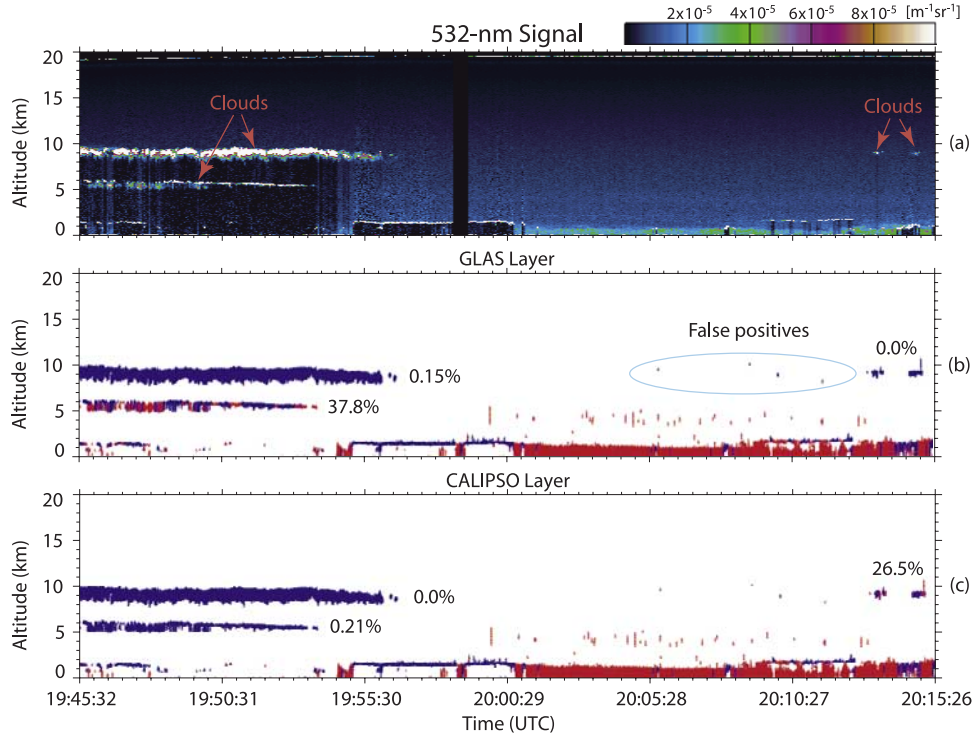 2x10⁻⁵ 4x10⁻⁵ 6x10⁻⁵ 8x10⁻⁵ [m⁻¹sr⁻¹]
532-nm Signal
20
15
10
5
0
Altitude (km)
Clouds
Clouds
(a)
GLAS Layer
20
15
10
5
0
Altitude (km)
False positives
0.0%
0.15%
37.8%
(b)
CALIPSO Layer
20
15
10
5
0
Altitude (km)
26.5%
0.0%
0.21%
(c)
19:45:32 19:50:31 19:55:30 20:00:29 20:05:28 20:10:27 20:15:26
Time (UTC)